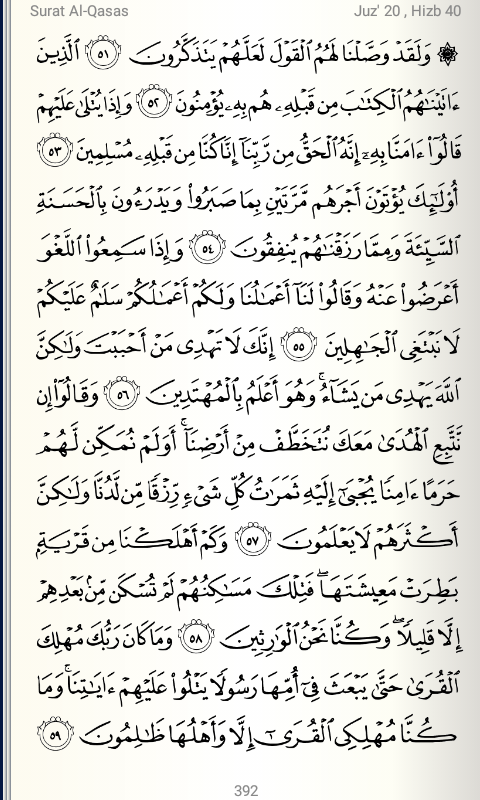 Surat Al-Qasas
Juz' 20 , Hizb 40
۞ وَلَقَدْ وَصَّلْنَا لَهُمُ ٱلْقَوْلَ لَعَلَّهُمْ يَتَذَكَّرُونَ ٥١ ٱلَّذِينَ
ءَاتَيْنَٰهُمُ ٱلْكِتَٰبَ مِن قَبْلِهِۦ هُم بِهِۦ يُؤْمِنُونَ ٥٢ وَإِذَا يُتْلَىٰ عَلَيْهِمْ
قَالُوٓا۟ ءَامَنَّا بِهِۦٓ إِنَّهُ ٱلْحَقُّ مِن رَّبِّنَآ إِنَّا كُنَّا مِن قَبْلِهِۦ مُسْلِمِينَ ٥٣
أُو۟لَٰٓئِكَ يُؤْتَوْنَ أَجْرَهُم مَّرَّتَيْنِ بِمَا صَبَرُوا۟ وَيَدْرَءُونَ بِٱلْحَسَنَةِ
ٱلسَّيِّئَةَ وَمِمَّا رَزَقْنَٰهُمْ يُنفِقُونَ ٥٤ وَإِذَا سَمِعُوا۟ ٱللَّغْوَ
أَعْرَضُوا۟ عَنْهُ وَقَالُوا۟ لَنَآ أَعْمَٰلُنَا وَلَكُمْ أَعْمَٰلُكُمْ سَلَٰمٌ عَلَيْكُمْ
لَا نَبْتَغِى ٱلْجَٰهِلِينَ ٥٥ إِنَّكَ لَا تَهْدِى مَنْ أَحْبَبْتَ وَلَٰكِنَّ
ٱللَّهَ يَهْدِى مَن يَشَآءُ ۚ وَهُوَ أَعْلَمُ بِٱلْمُهْتَدِينَ ٥٦ وَقَالُوٓا۟ إِن
نَّتَّبِعِ ٱلْهُدَىٰ مَعَكَ نُتَخَطَّفْ مِنْ أَرْضِنَآ ۚ أَوَلَمْ نُمَكِّن لَّهُمْ
حَرَمًا ءَامِنًا يُجْبَىٰٓ إِلَيْهِ ثَمَرَٰتُ كُلِّ شَىْءٍ رِّزْقًا مِّن لَّدُنَّا وَلَٰكِنَّ
أَكْثَرَهُمْ لَا يَعْلَمُونَ ٥٧ وَكَمْ أَهْلَكْنَا مِن قَرْيَةٍۭ
بَطِرَتْ مَعِيشَتَهَا ۖ فَتِلْكَ مَسَٰكِنُهُمْ لَمْ تُسْكَن مِّنۢ بَعْدِهِمْ
إِلَّا قَلِيلًا ۖ وَكُنَّا نَحْنُ ٱلْوَٰرِثِينَ ٥٨ وَمَا كَانَ رَبُّكَ مُهْلِكَ
ٱلْقُرَىٰ حَتَّىٰ يَبْعَثَ فِىٓ أُمِّهَا رَسُولًا يَتْلُوا۟ عَلَيْهِمْ ءَايَٰتِنَا ۚ وَمَا
كُنَّا مُهْلِكِى ٱلْقُرَىٰٓ إِلَّا وَأَهْلُهَا ظَٰلِمُونَ ٥٩
392